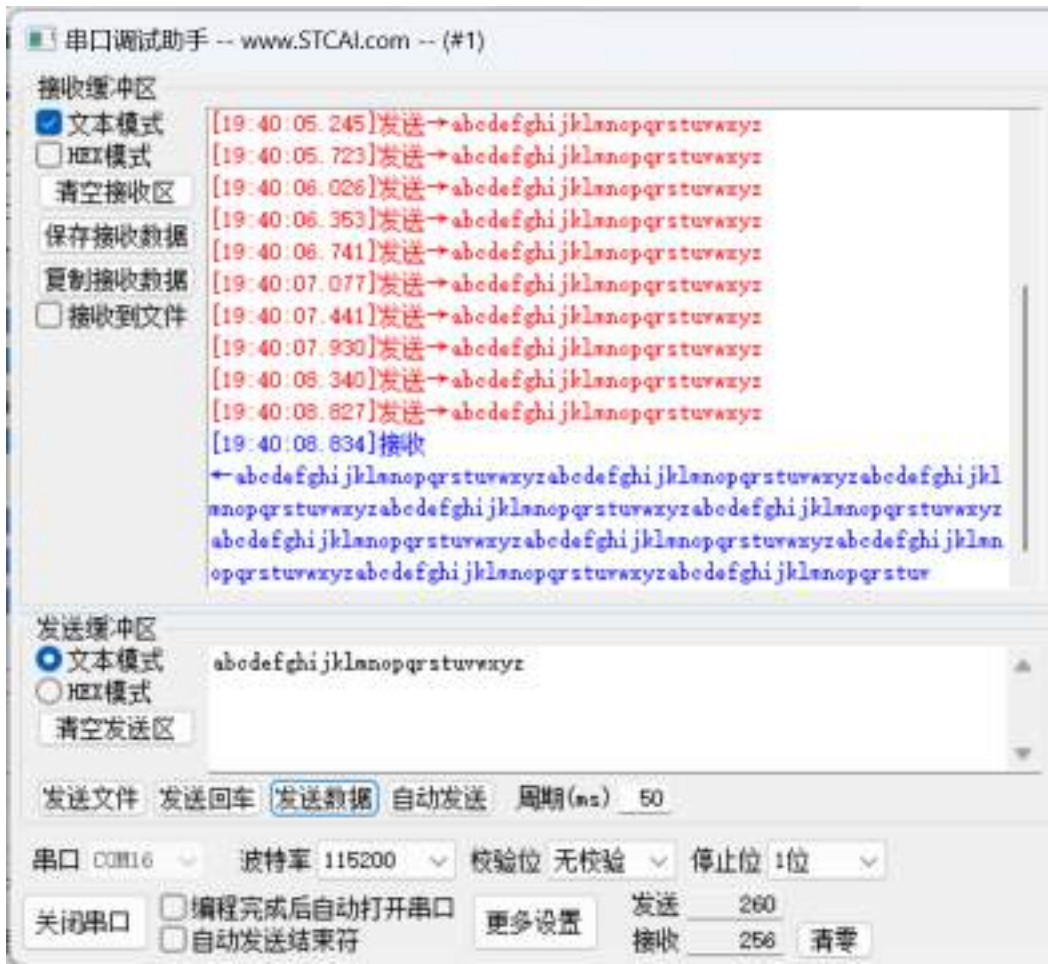 串口调试助手 -- www.STCAI.com -- (#1)
接收缓冲区
文本模式
HEX模式
清空接收区
保存接收数据
复制接收数据
接收到文件
[19:40:05.245]发送→abcdefghijklmnopqrstuvwxyz
[19:40:05.723]发送→abcdefghijklmnopqrstuvwxyz
[19:40:06.026]发送→abcdefghijklmnopqrstuvwxyz
[19:40:06.353]发送→abcdefghijklmnopqrstuvwxyz
[19:40:06.741]发送→abcdefghijklmnopqrstuvwxyz
[19:40:07.077]发送→abcdefghijklmnopqrstuvwxyz
[19:40:07.441]发送→abcdefghijklmnopqrstuvwxyz
[19:40:07.930]发送→abcdefghijklmnopqrstuvwxyz
[19:40:08.340]发送→abcdefghijklmnopqrstuvwxyz
[19:40:08.827]发送→abcdefghijklmnopqrstuvwxyz
[19:40:08.834]接收
←abcdefghijklmnopqrstuvwxyzabcdefghijklmnopqrstuvwxyzabcdefghijkl
mnopqrstuvwxyzabcdefghijklmnopqrstuvwxyzabcdefghijklmnopqrstuvwxyz
abcdefghijklmnopqrstuvwxyzabcdefghijklmnopqrstuvwxyzabcdefghijklmn
opqrstuvwxyzabcdefghijklmnopqrstuvwxyzabcdefghijklmnopqrstuv
发送缓冲区
文本模式
HEX模式
清空发送区
abcdefghijklmnopqrstuvwxyz
发送文件 发送回车 发送数据 自动发送 周期(ms) 50
串口 COM16 波特率 115200 校验位 无校验 停止位 1位
关闭串口
编程完成后自动打开串口
自动发送结束符
更多设置
发送 260
接收 256 清零